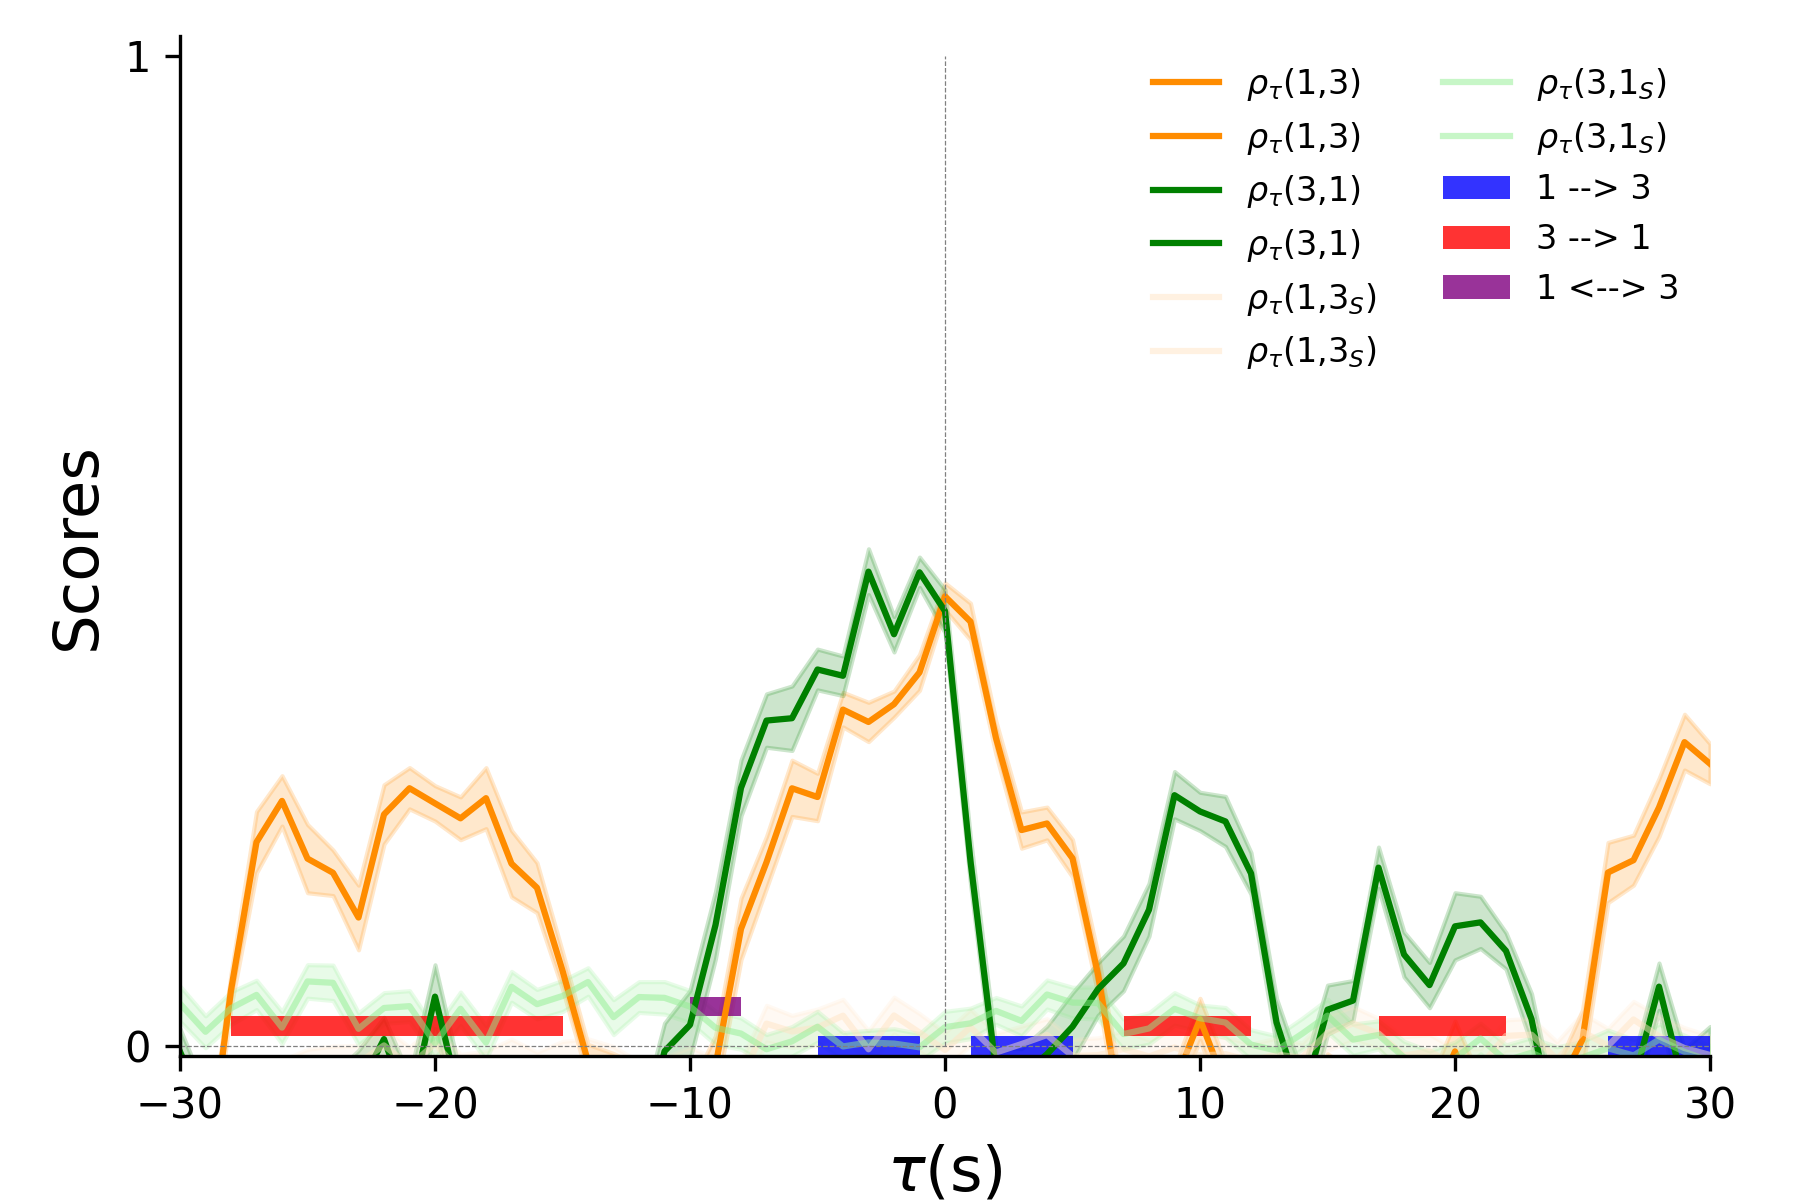 Scores
1
0
−30 −20 −10 0 10 20 30
τ(s)
ρτ(1,3)
ρτ(1,3)
ρτ(3,1)
ρτ(3,1)
ρτ(1,3S)
ρτ(1,3S)
ρτ(3,1S)
ρτ(3,1S)
1 --> 3
3 --> 1
1 <--> 3